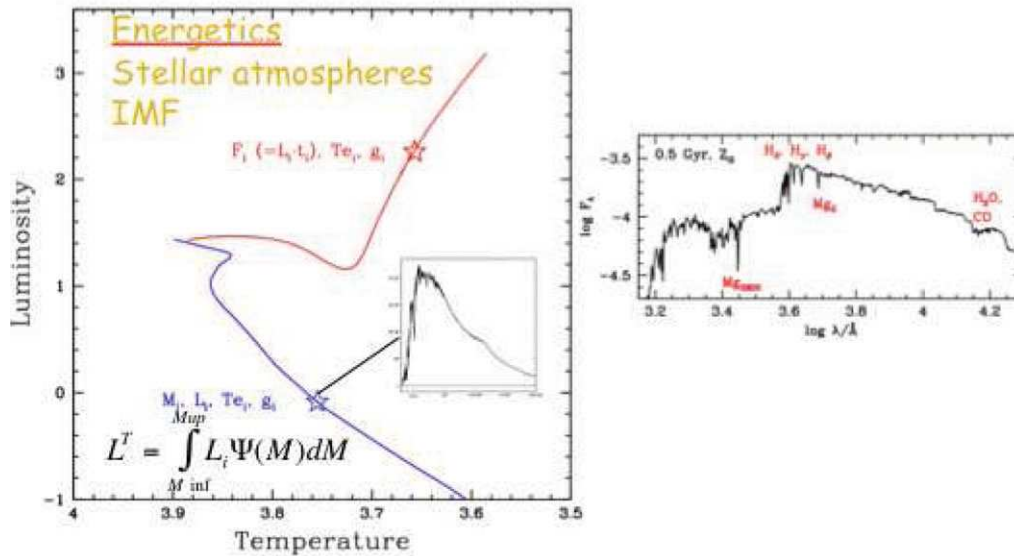 Energetics
Stellar atmospheres
IMF
F_i (=L_i·t_i), Te_i, g_i
M_i, L_i, Te_i, g_i
L^T = ∫_{M inf}^{Mup} L_i Ψ(M)dM
Luminosity
3
2
1
0
-1
4
3.9
3.8
3.7
3.6
3.5
Temperature
0.5 Gyr, Z_⊙
Mg_2
H_2O,
CO
log F_λ
-3.5
-4
-4.5
3.2
3.4
3.6
3.8
4
4.2
log λ/Å